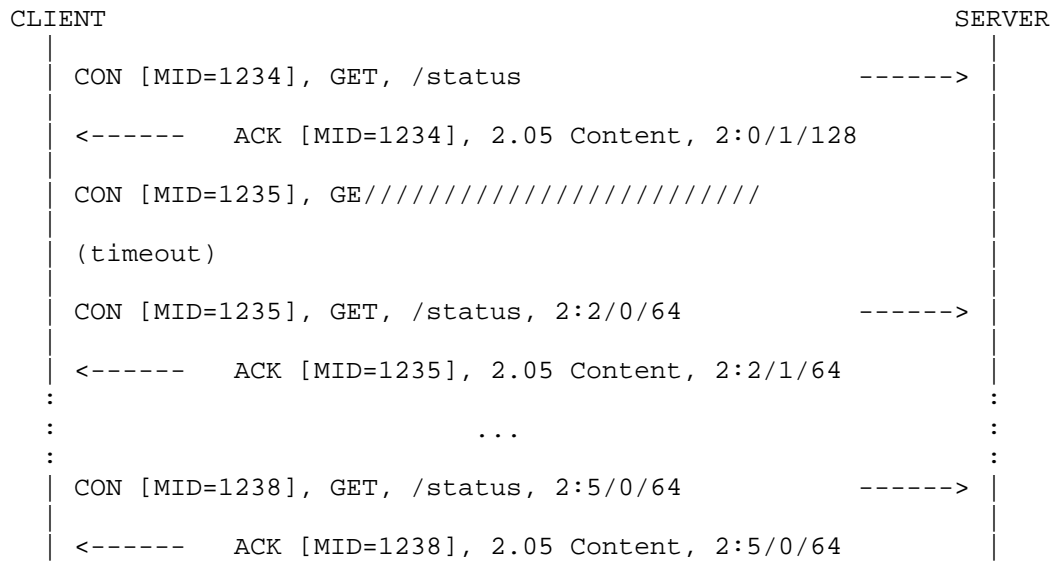 CLIENT                                                     SERVER
| CON [MID=1234], GET, /status                     ------> |
| <------   ACK [MID=1234], 2.05 Content, 2:0/1/128        |
| CON [MID=1235], GE/////////////////////////              |
| (timeout)                                                |
| CON [MID=1235], GET, /status, 2:2/0/64           ------> |
| <------   ACK [MID=1235], 2.05 Content, 2:2/1/64         |
:                                                          :
:                          ...                             :
:                                                          :
| CON [MID=1238], GET, /status, 2:5/0/64           ------> |
| <------   ACK [MID=1238], 2.05 Content, 2:5/0/64         |